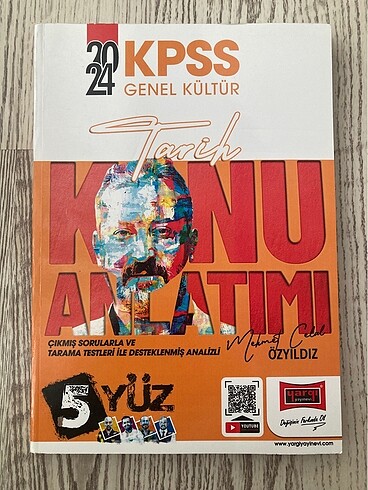 2024 KPSS
GENEL KÜLTÜR
Tarih
KONU
ANLATIMI
ÇIKMIŞ SORULARLA VE
TARAMA TESTLERİ İLE DESTEKLENMİŞ ANALİZLİ
Mehmet Celal
ÖZYILDIZ
5 YÜZ
YOUTUBE
yargı
yayınevi
Değişimin Farkında Ol!
www.yargiyayinevi.com